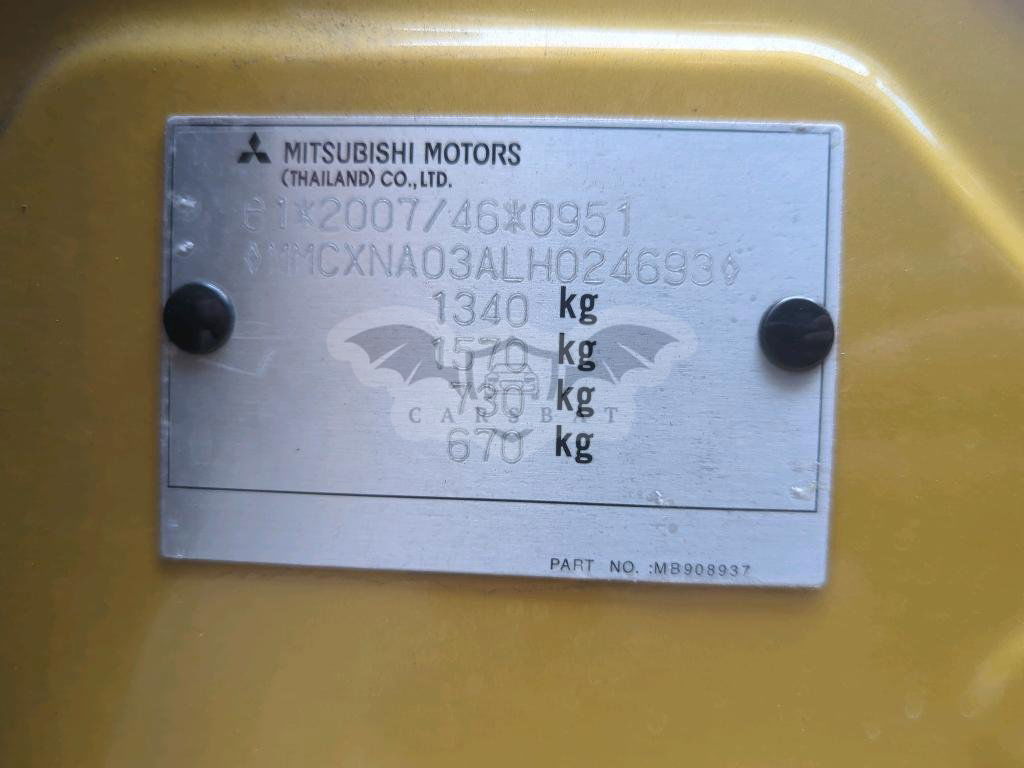 MITSUBISHI MOTORS
(THAILAND) CO., LTD.
e1*2007/46*0951
◊MMCXNA03ALH024693◊
1340 kg
1570 kg
730 kg
CARSBAT
670 kg
PART NO. :MB908937